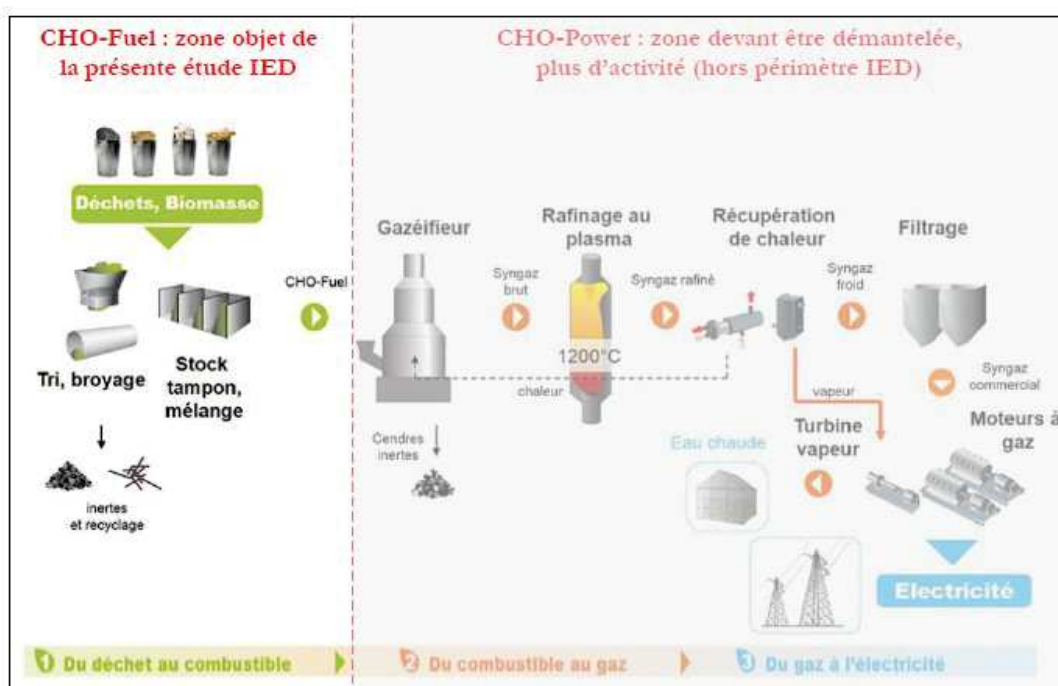 CHO-Fuel : zone objet de
la présente étude IED
CHO-Power : zone devant être démantelée,
plus d'activité (hors périmètre IED)
Déchets, Biomasse
Tri, broyage
Stock
tampon,
mélange
inertes
et recyclage
CHO-Fuel
Gazéifieur
Cendres
inertes
Syngaz
brut
Rafinage au
plasma
1200°C
chaleur
Syngaz rafiné
Récupération
de chaleur
Syngaz
froid
Filtrage
Syngaz
commercial
vapeur
Moteurs à
gaz
Turbine
vapeur
Eau chaude
Electricité
1 Du déchet au combustible
2 Du combustible au gaz
3 Du gaz à l'électricité